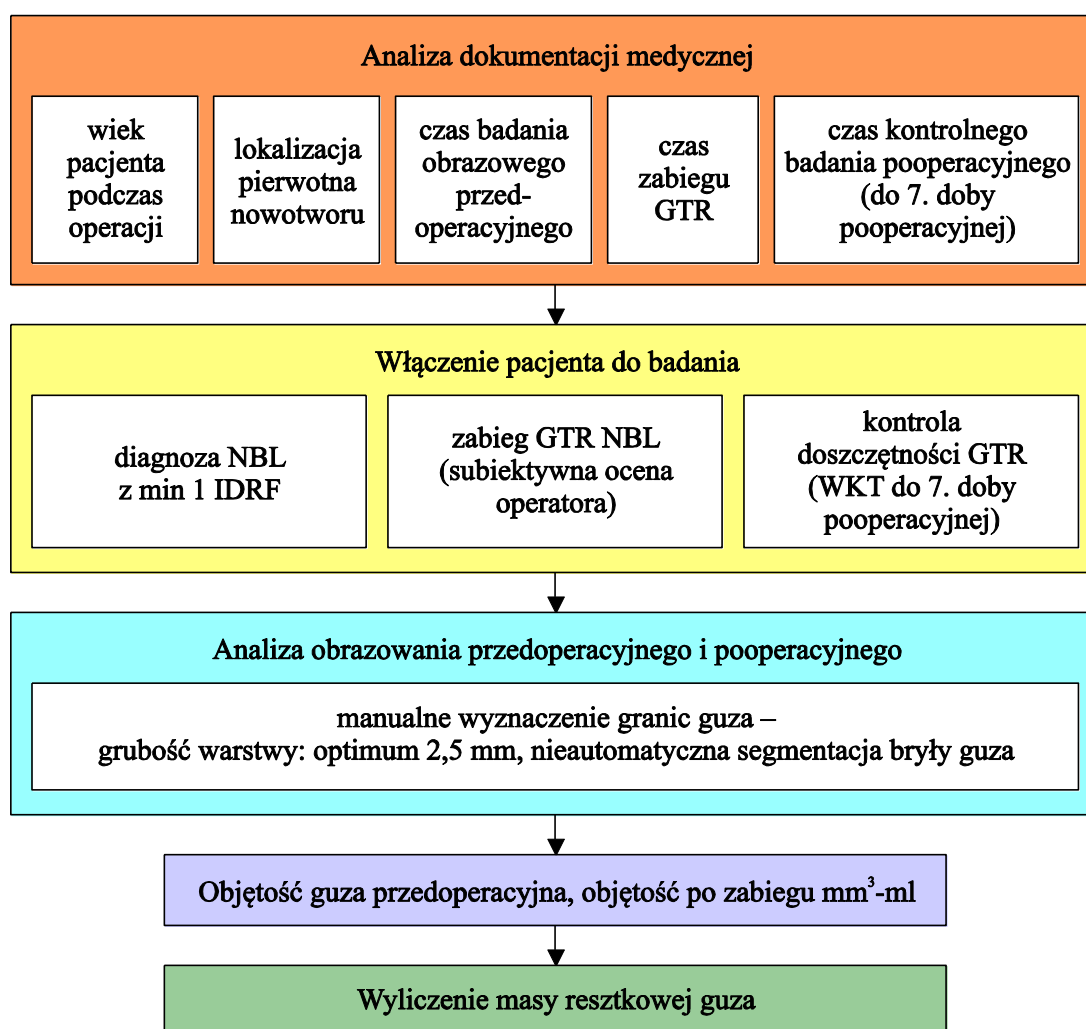 Analiza dokumentacji medycznej
wiek
pacjenta
podczas
operacji
lokalizacja
pierwotna
nowotworu
czas badania
obrazowego
przed-
operacyjnego
czas
zabiegu
GTR
czas kontrolnego
badania pooperacyjnego
(do 7. doby
pooperacyjnej)
Włączenie pacjenta do badania
diagnoza NBL
z min 1 IDRF
zabieg GTR NBL
(subiektywna ocena
operatora)
kontrola
doszczętności GTR
(WKT do 7. doby
pooperacyjnej)
Analiza obrazowania przedoperacyjnego i pooperacyjnego
manualne wyznaczenie granic guza –
grubość warstwy: optimum 2,5 mm, nieautomatyczna segmentacja bryły guza
Objętość guza przedoperacyjna, objętość po zabiegu mm³-ml
Wyliczenie masy resztkowej guza